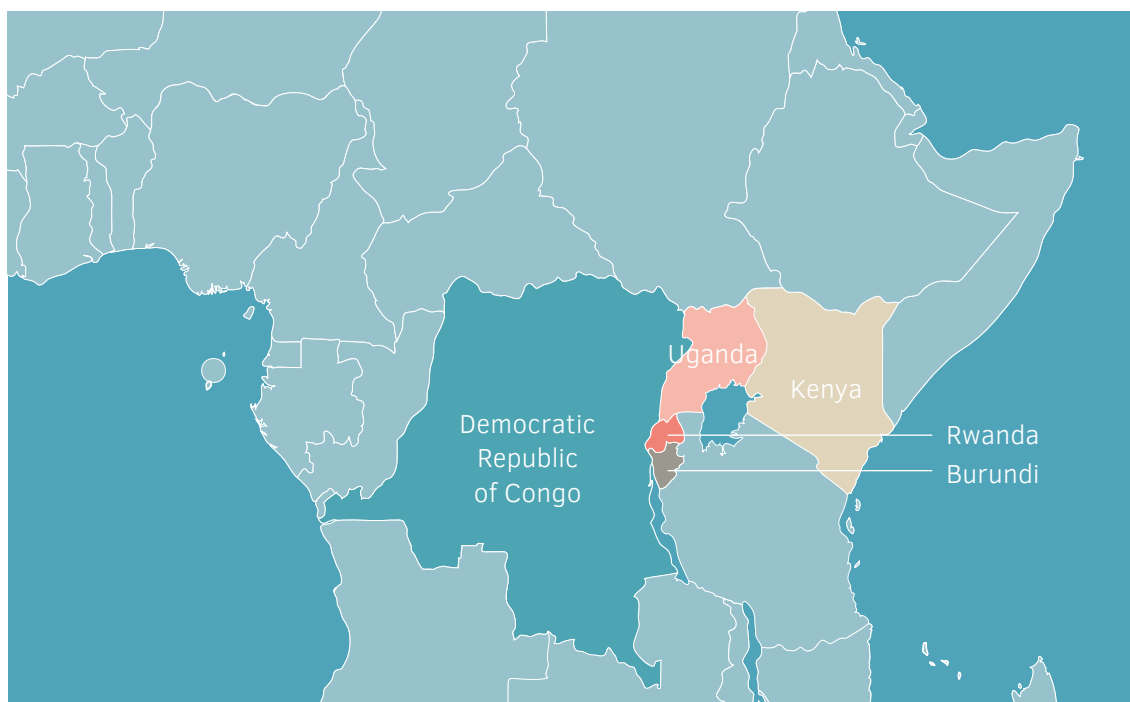 Uganda
Kenya
Democratic
Republic
of Congo
Rwanda
Burundi